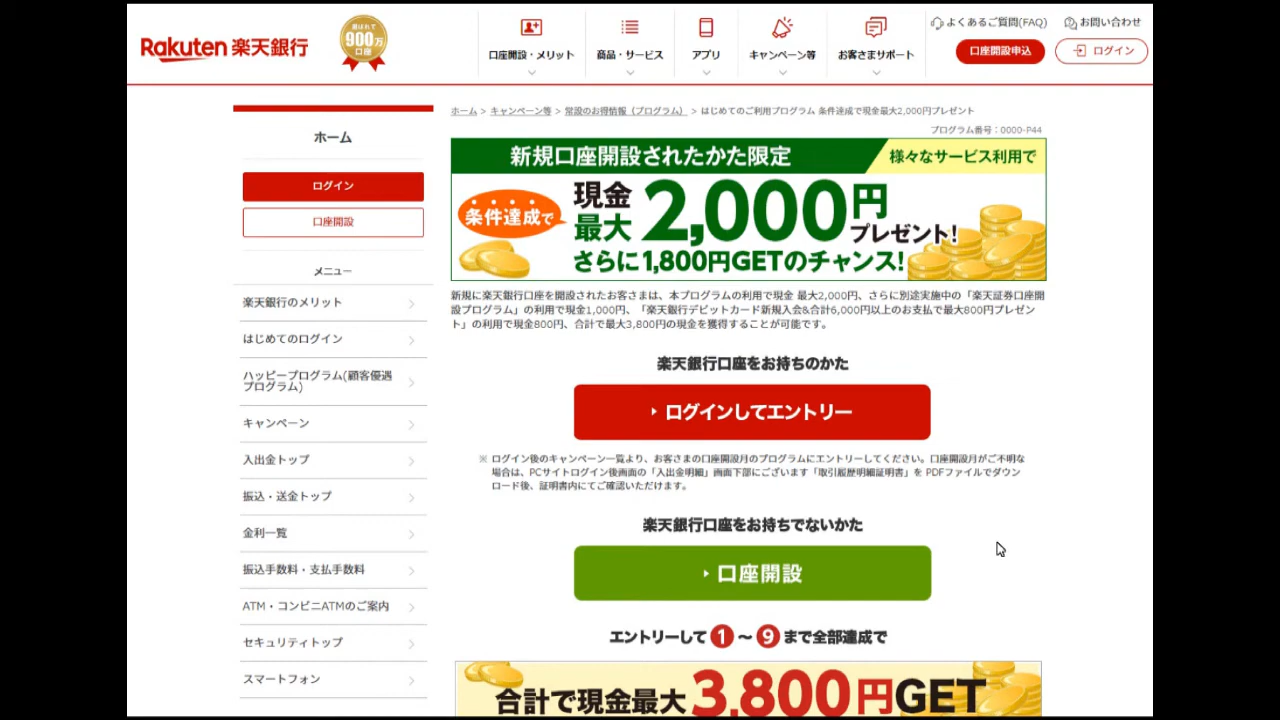 Rakuten 楽天銀行
選ばれて
900万
口座
口座開設・メリット
商品・サービス
アプリ
キャンペーン等
お客さまサポート
よくあるご質問(FAQ)
お問い合わせ
口座開設申込
ログイン
ホーム
ログイン
口座開設
メニュー
楽天銀行のメリット
はじめてのログイン
ハッピープログラム(顧客優遇
プログラム)
キャンペーン
入出金トップ
振込・送金トップ
金利一覧
振込手数料・支払手数料
ATM・コンビニATMのご案内
セキュリティトップ
スマートフォン
ホーム > キャンペーン等 > 常設のお得情報（プログラム） > はじめてのご利用プログラム 条件達成で現金最大2,000円プレゼント
プログラム番号：0000-P44
新規口座開設されたかた限定
様々なサービス利用で
条件達成で
現金
最大
2,000円
プレゼント!
さらに1,800円GETのチャンス!
新規に楽天銀行口座を開設されたお客さまは、本プログラムの利用で現金 最大2,000円、さらに別途実施中の「楽天証券口座開
設プログラム」の利用で現金1,000円、「楽天銀行デビットカード新規入会&合計6,000円以上のお支払で最大800円プレゼン
ト」の利用で現金800円、合計で最大3,800円の現金を獲得することが可能です。
楽天銀行口座をお持ちのかた
ログインしてエントリー
※ ログイン後のキャンペーン一覧より、お客さまの口座開設月のプログラムにエントリーしてください。口座開設月がご不明な
場合は、PCサイトログイン後画面の「入出金明細」画面下部にございます「取引履歴明細証明書」を PDFファイルでダウン
ロード後、証明書内にてご確認いただけます。
楽天銀行口座をお持ちでないかた
口座開設
エントリーして1～9まで全部達成で
合計で現金最大3,800円GET